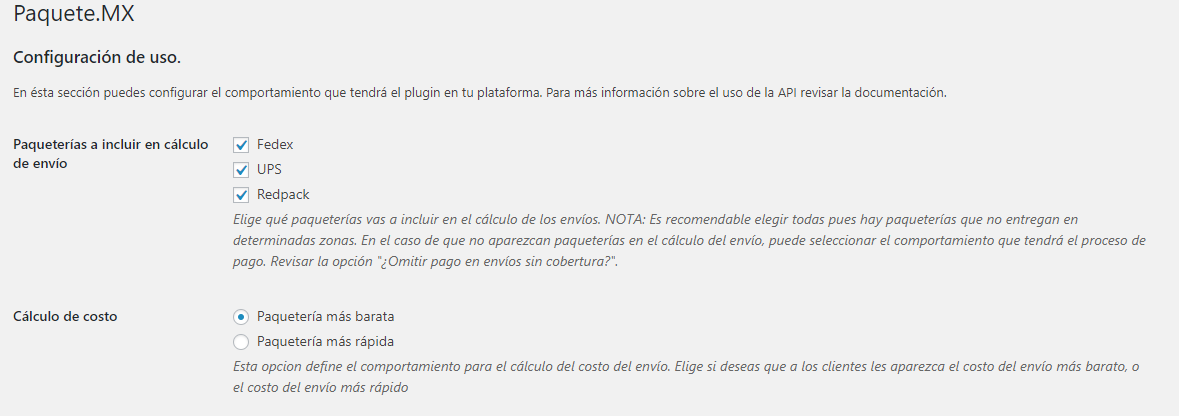 Paquete.MX
Configuración de uso.
En ésta sección puedes configurar el comportamiento que tendrá el plugin en tu plataforma. Para más información sobre el uso de la API revisar la documentación.
Paqueterías a incluir en cálculo
de envío
Fedex
UPS
Redpack
Elige qué paqueterías vas a incluir en el cálculo de los envíos. NOTA: Es recomendable elegir todas pues hay paqueterías que no entregan en
determinadas zonas. En el caso de que no aparezcan paqueterías en el cálculo del envío, puede seleccionar el comportamiento que tendrá el proceso de
pago. Revisar la opción "¿Omitir pago en envíos sin cobertura?".
Cálculo de costo
Paquetería más barata
Paquetería más rápida
Esta opcion define el comportamiento para el cálculo del costo del envío. Elige si deseas que a los clientes les aparezca el costo del envío más barato, o
el costo del envío más rápido